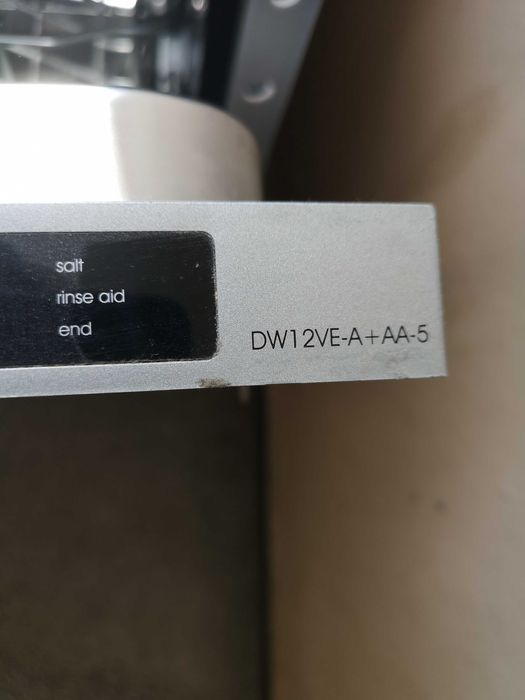 salt
rinse aid
end
DW12VE-A+AA-5